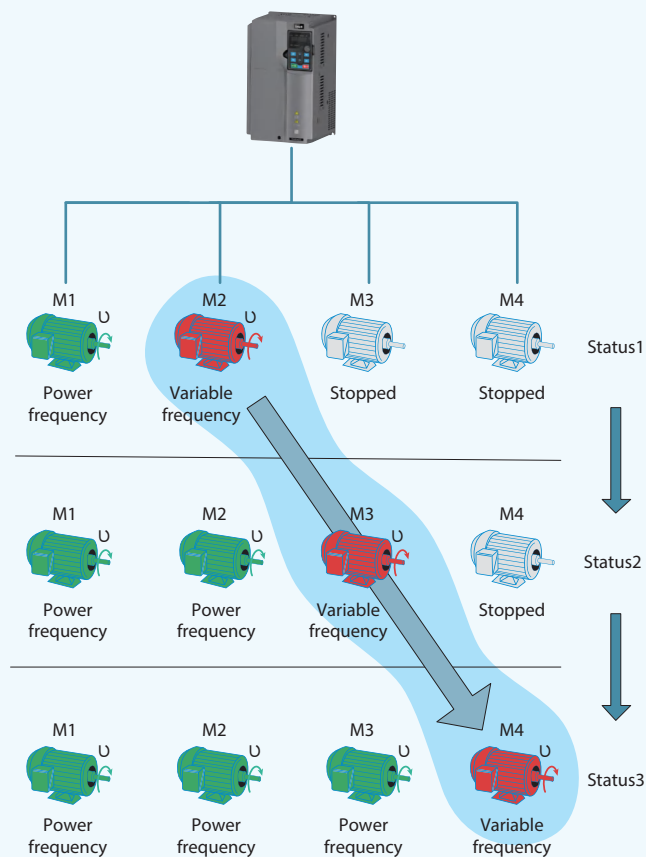 M1 M2 M3 M4
Power frequency
Variable frequency
Stopped
Stopped
Status1
M1 M2 M3 M4
Power frequency
Power frequency
Variable frequency
Stopped
Status2
M1 M2 M3 M4
Power frequency
Power frequency
Power frequency
Variable frequency
Status3